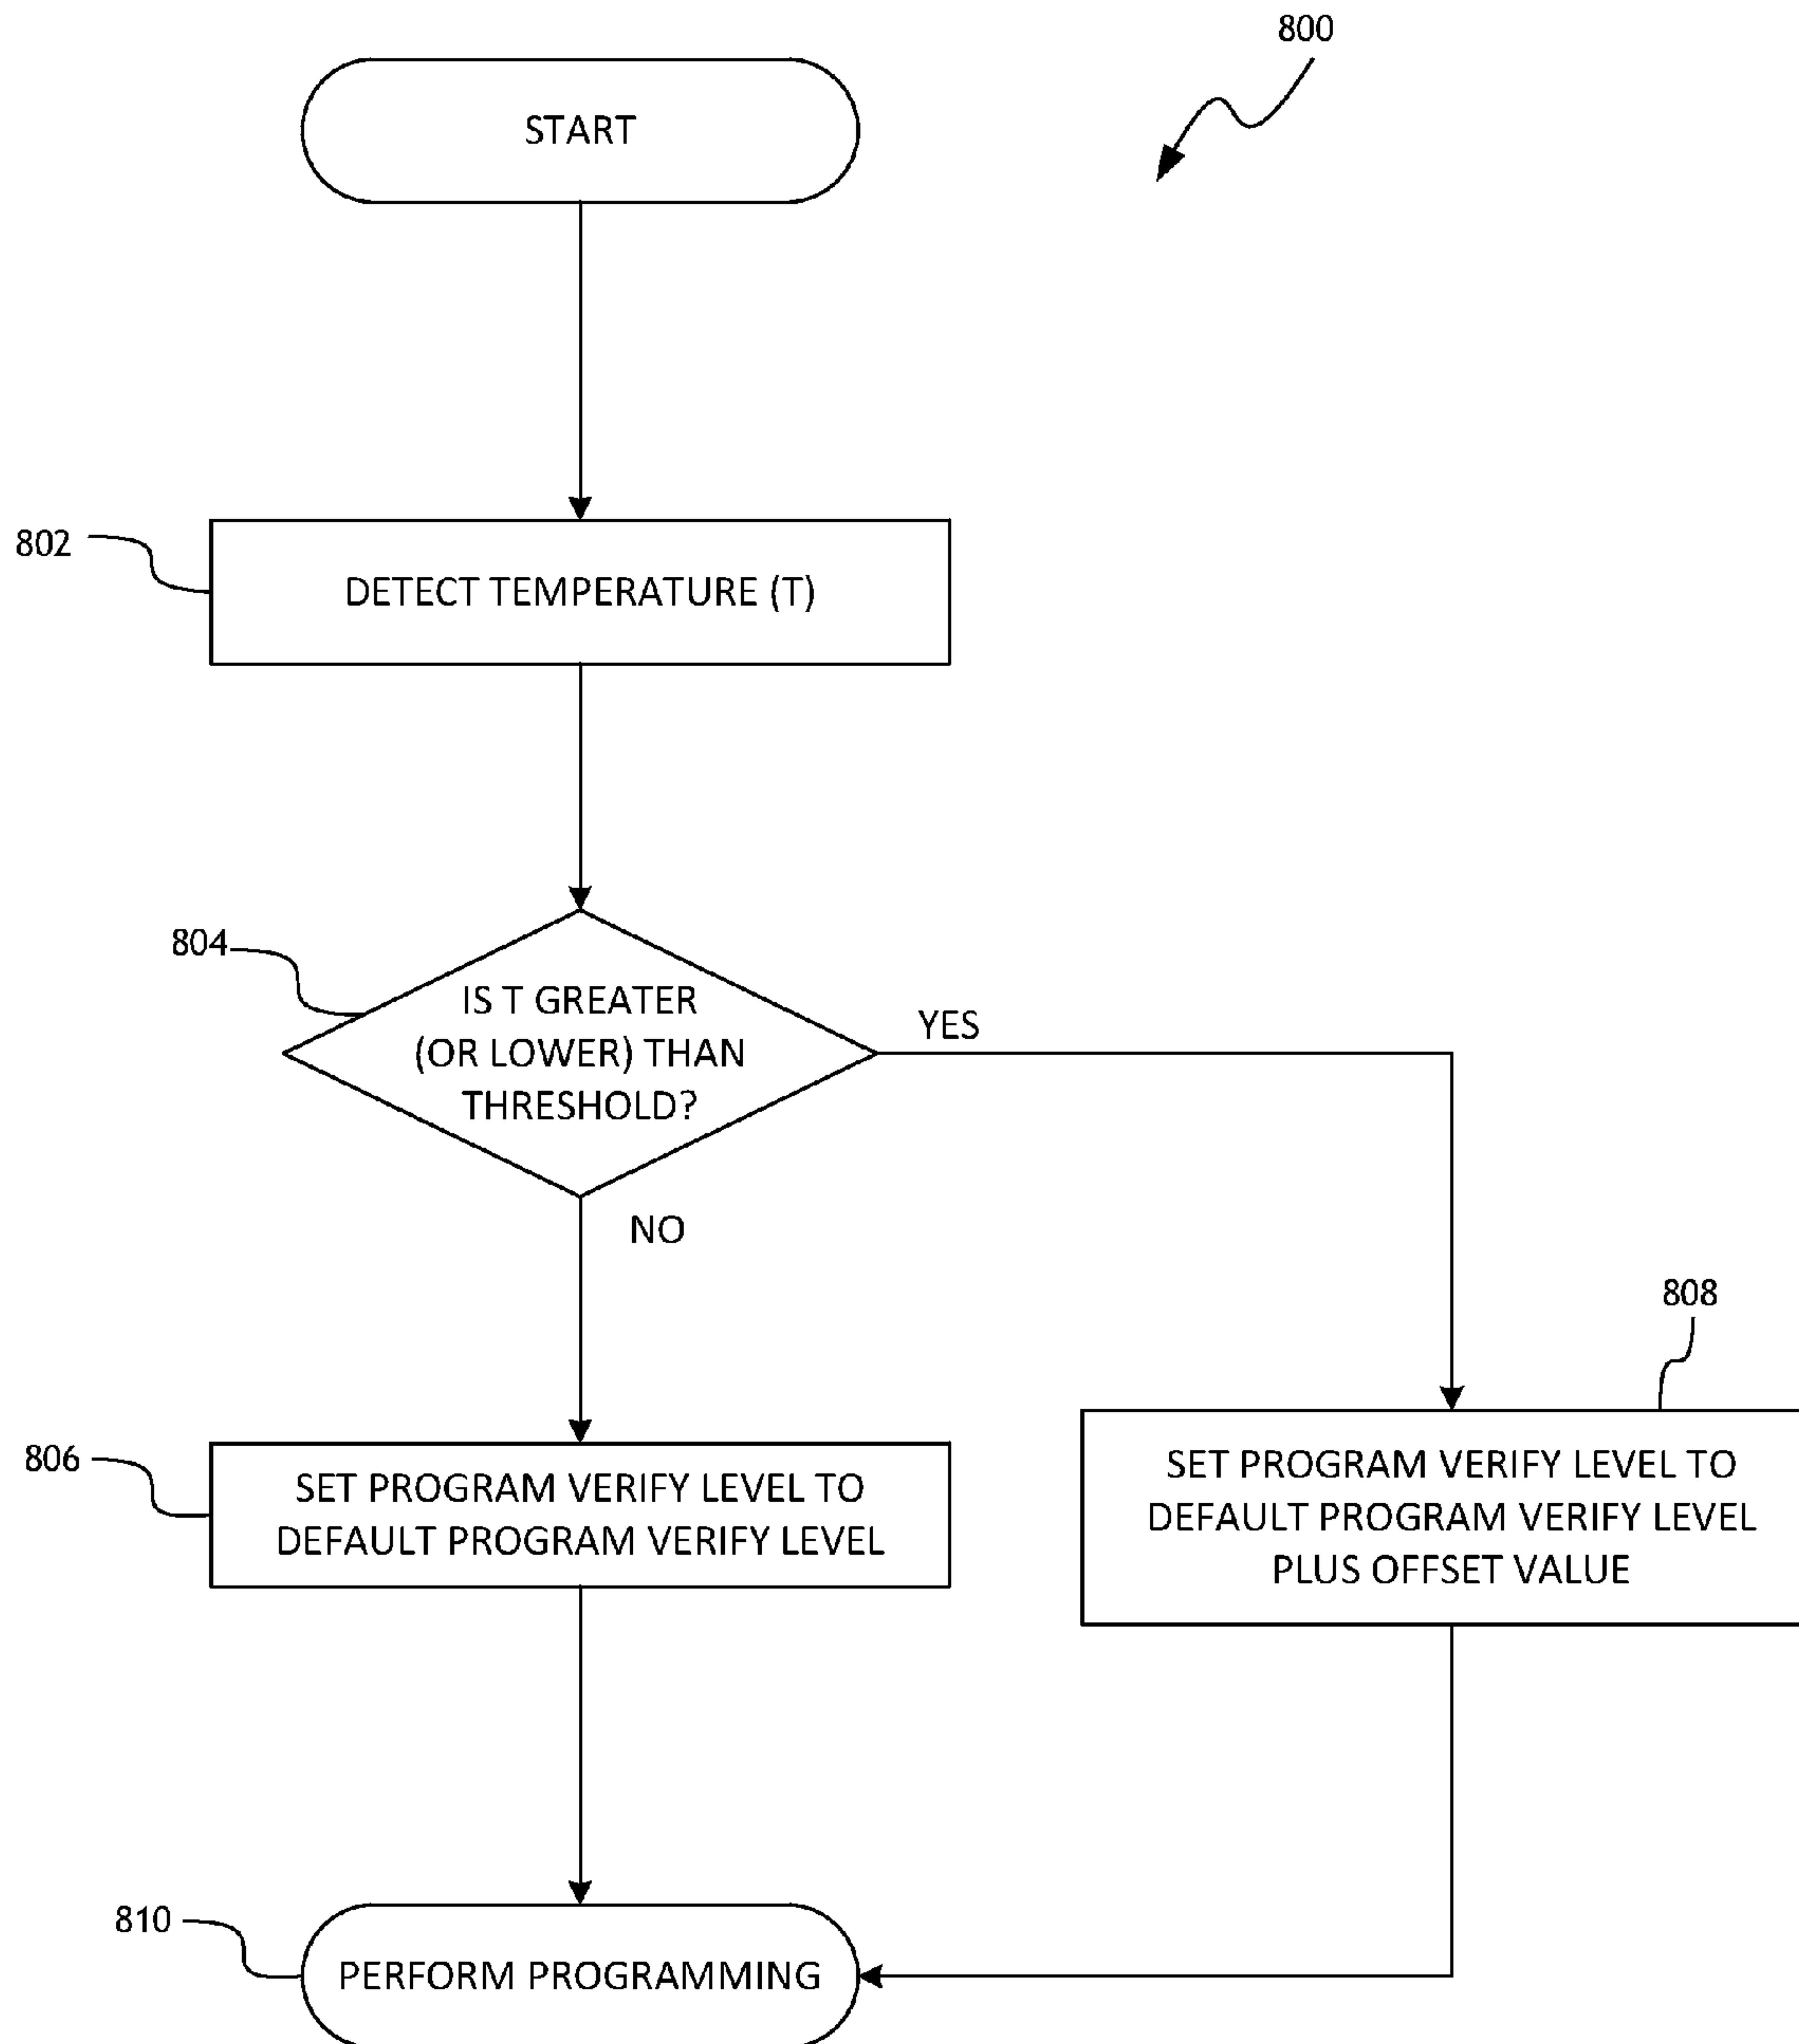 800
START
802
DETECT TEMPERATURE (T)
804
IS T GREATER
(OR LOWER) THAN
THRESHOLD?
YES
NO
808
806
SET PROGRAM VERIFY LEVEL TO
DEFAULT PROGRAM VERIFY LEVEL
SET PROGRAM VERIFY LEVEL TO
DEFAULT PROGRAM VERIFY LEVEL
PLUS OFFSET VALUE
810
PERFORM PROGRAMMING